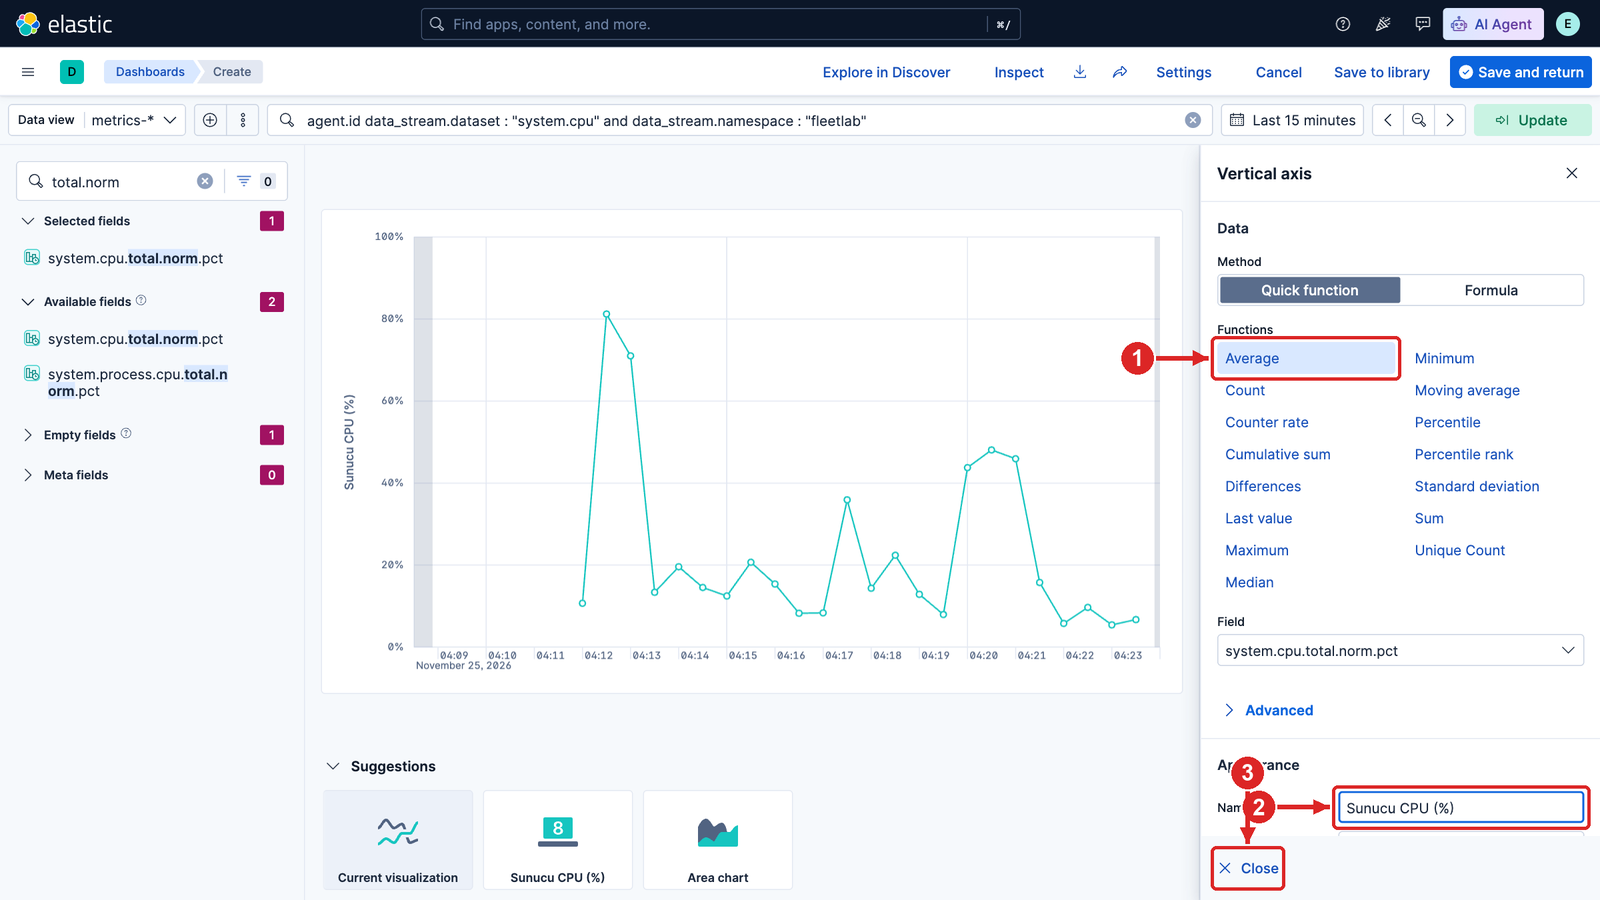 elastic
Find apps, content, and more.
⌘/
AI Agent
E
D
Dashboards
Create
Explore in Discover
Inspect
Settings
Cancel
Save to library
Save and return
Data view
metrics-*
agent.id data_stream.dataset : "system.cpu" and data_stream.namespace : "fleetlab"
Last 15 minutes
Update
total.norm
0
Selected fields
1
system.cpu.total.norm.pct
Available fields
2
system.cpu.total.norm.pct
system.process.cpu.total.n
orm.pct
Empty fields
1
Meta fields
0
100%
80%
60%
40%
20%
0%
Sunucu CPU (%)
04:09
04:10
04:11
04:12
04:13
04:14
04:15
04:16
04:17
04:18
04:19
04:20
04:21
04:22
04:23
November 25, 2026
Suggestions
Current visualization
8
Sunucu CPU (%)
Area chart
Vertical axis
Data
Method
Quick function
Formula
Functions
1
Average
Minimum
Count
Moving average
Counter rate
Percentile
Cumulative sum
Percentile rank
Differences
Standard deviation
Last value
Sum
Maximum
Unique Count
Median
Field
system.cpu.total.norm.pct
Advanced
3
2
Sunucu CPU (%)
Close